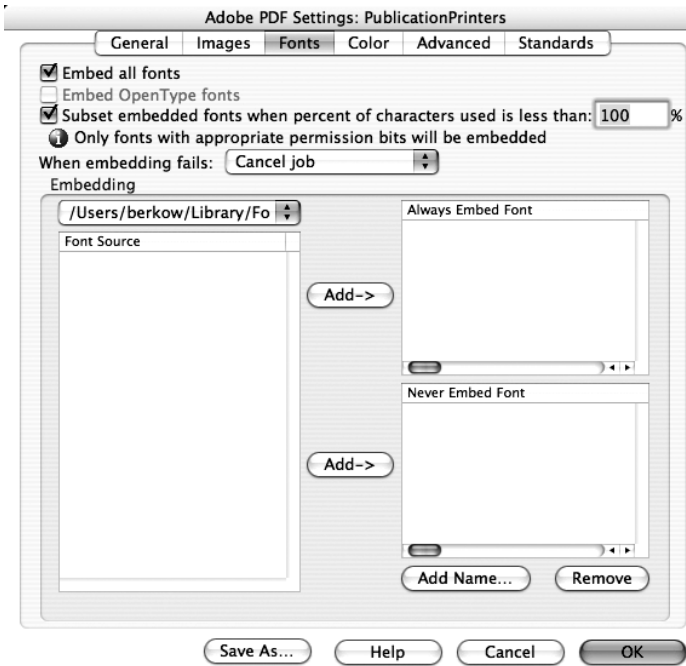 Adobe PDF Settings: PublicationPrinters
General Images Fonts Color Advanced Standards
Embed all fonts
Embed OpenType fonts
Subset embedded fonts when percent of characters used is less than: 100 %
Only fonts with appropriate permission bits will be embedded
When embedding fails: Cancel job
Embedding
/Users/berkow/Library/Fo
Font Source
Always Embed Font
Add->
Never Embed Font
Add->
Add Name... Remove
Save As... Help Cancel OK